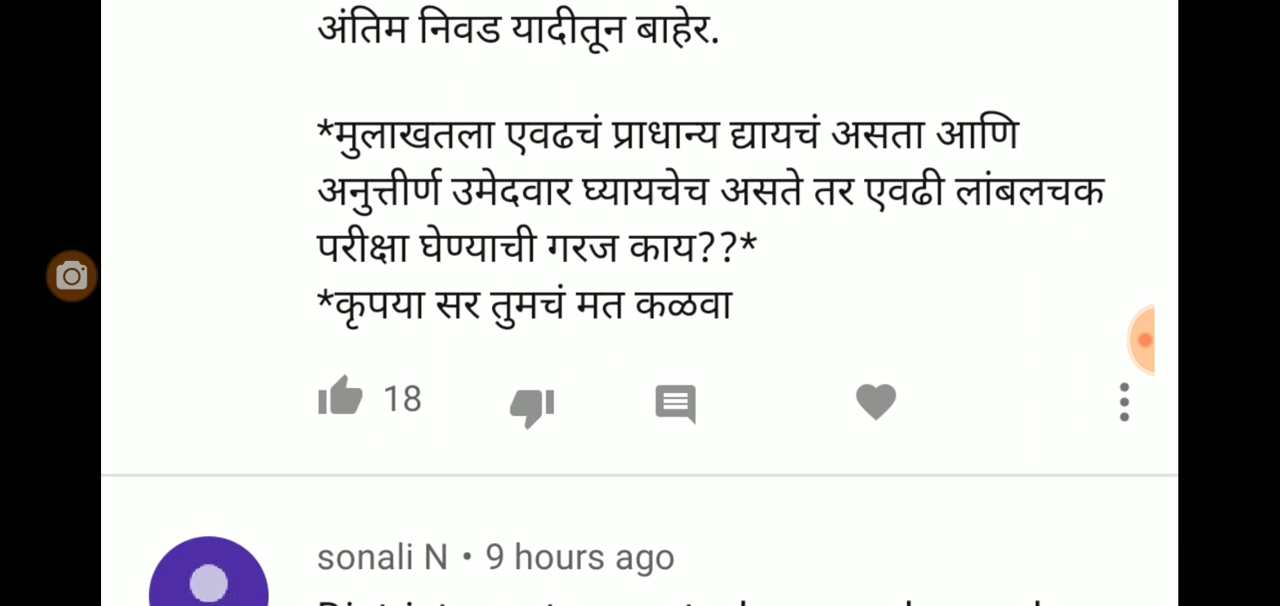 अंतिम निवड यादीतून बाहेर.
*मुलाखतला एवढचं प्राधान्य द्यायचं असता आणि
अनुत्तीर्ण उमेदवार घ्यायचेच असते तर एवढी लांबलचक
परीक्षा घेण्याची गरज काय??*
*कृपया सर तुमचं मत कळवा
18
sonali N • 9 hours ago